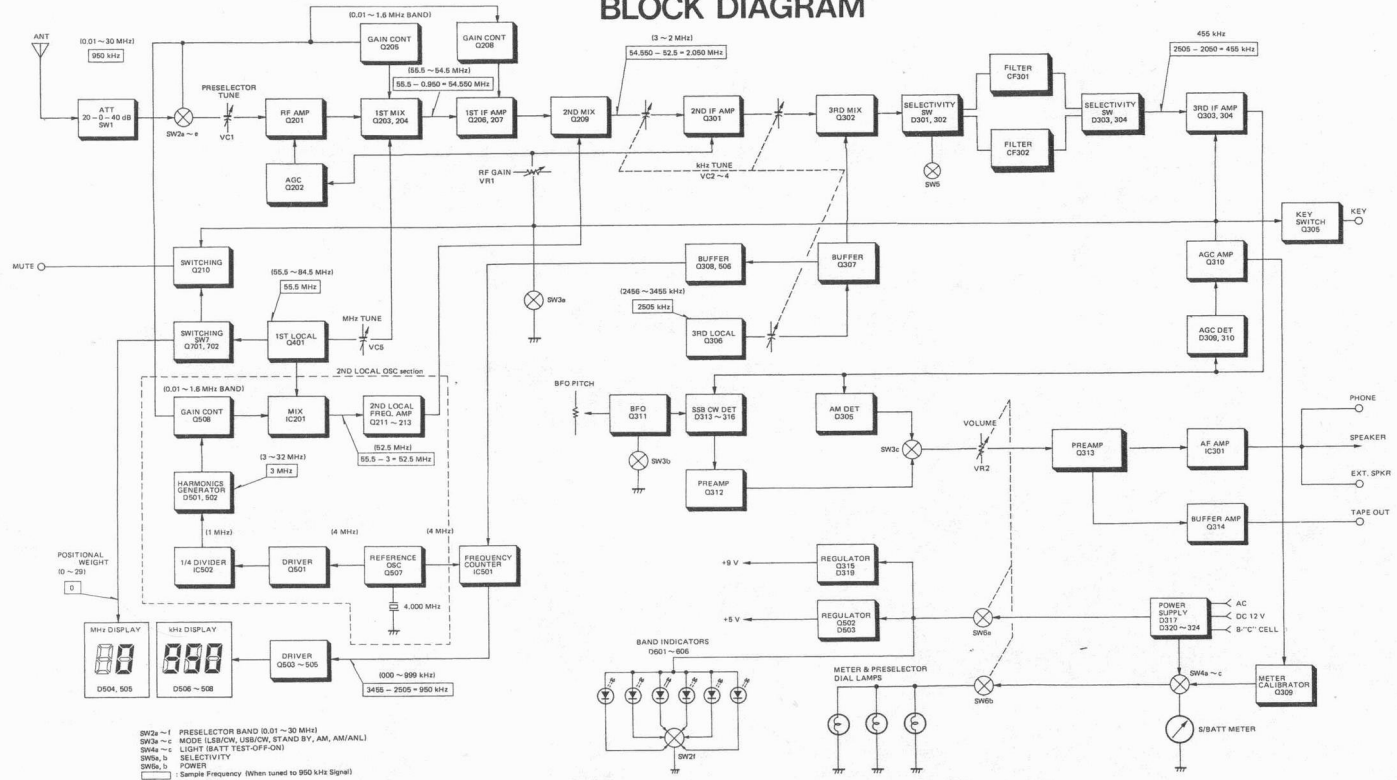 BLOCK DIAGRAM
ANT
(0.01 ~ 30 MHz)
950 kHz
ATT
20 - 0 - 40 dB
SW1
SW2a ~ e
PRESELECTOR
TUNE
VC1
RF AMP
Q201
AGC
Q202
(0.01 ~ 1.6 MHz BAND)
GAIN CONT
Q205
GAIN CONT
Q208
(55.5 ~ 54.5 MHz)
55.5 - 0.950 = 54.550 MHz
1ST MIX
Q203, 204
1ST IF AMP
Q206, 207
2ND MIX
Q209
(3 ~ 2 MHz)
54.550 - 52.5 = 2.050 MHz
2ND IF AMP
Q301
3RD MIX
Q302
SELECTIVITY
SW
D301, 302
SW5
FILTER
CF301
FILTER
CF302
SELECTIVITY
SW
D303, 304
455 kHz
2505 - 2050 = 455 kHz
3RD IF AMP
Q303, 304
RF GAIN
VR1
kHz TUNE
VC2 ~ 4
KEY
SWITCH
Q305
KEY
MUTE
SWITCHING
Q210
SWITCHING
SW7
Q701, 702
(55.5 ~ 84.5 MHz)
55.5 MHz
1ST LOCAL
Q401
MHz TUNE
VC5
SW3a
BUFFER
Q308, 506
BUFFER
Q307
(2456 ~ 3455 kHz)
2505 kHz
3RD LOCAL
Q306
AGC AMP
Q310
AGC DET
D309, 310
2ND LOCAL OSC section
(0.01 ~ 1.6 MHz BAND)
GAIN CONT
Q508
MIX
IC201
2ND LOCAL
FREQ. AMP
Q211 ~ 213
(52.5 MHz)
55.5 - 3 = 52.5 MHz
(3 ~ 32 MHz)
3 MHz
HARMONICS
GENERATOR
D501, 502
(1 MHz)
(4 MHz)
(4 MHz)
1/4 DIVIDER
IC502
DRIVER
Q501
REFERENCE
OSC
Q507
4.000 MHz
FREQUENCY
COUNTER
IC501
BFO PITCH
BFO
Q311
SW3b
SSB CW DET
D313 ~ 316
PREAMP
Q312
AM DET
D305
SW3c
VOLUME
VR2
PREAMP
Q313
AF AMP
IC301
BUFFER AMP
Q314
PHONE
SPEAKER
EXT. SPKR
TAPE OUT
POSITIONAL
WEIGHT
(0 ~ 29)
0
MHz DISPLAY
D504, 505
kHz DISPLAY
D506 ~ 508
DRIVER
Q503 ~ 505
(000 ~ 999 kHz)
3455 - 2505 = 950 kHz
+9 V
REGULATOR
Q315
D319
+5 V
REGULATOR
Q502
D503
SW6a
POWER
SUPPLY
D317
D320 ~ 324
AC
DC 12 V
8-"C" CELL
BAND INDICATORS
D601 ~ 606
SW2f
METER & PRESELECTOR
DIAL LAMPS
SW6b
SW4a ~ c
METER
CALIBRATOR
Q309
S/BATT METER
SW2a ~ f PRESELECTOR BAND (0.01 ~ 30 MHz)
SW3a ~ c MODE (LSB/CW, USB/CW, STAND BY, AM, AM/ANL)
SW4a ~ c LIGHT (BATT TEST-OFF-ON)
SW5a, b SELECTIVITY
SW6a, b POWER
: Sample Frequency (When tuned to 950 kHz Signal)